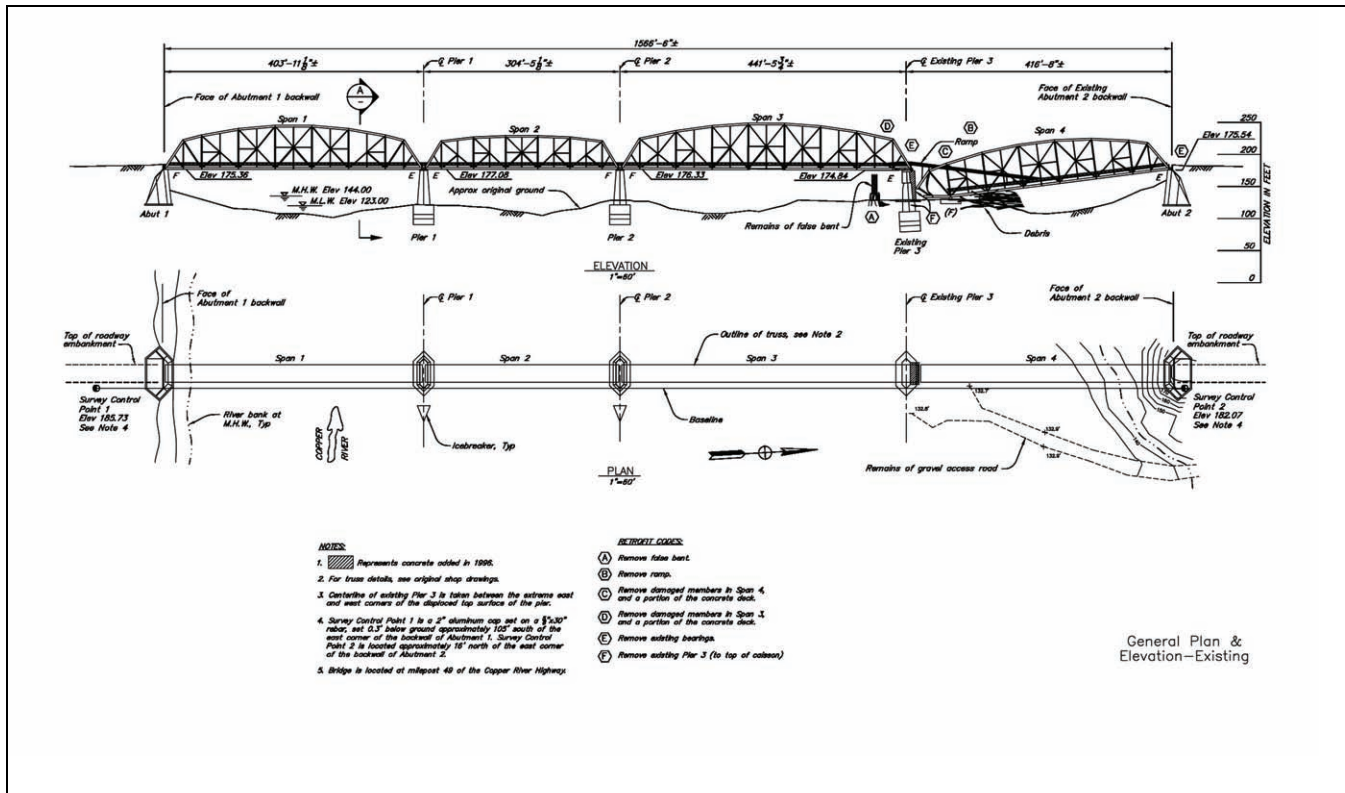 1566'-6"±
403'-11 1/8"±
℄ Pier 1
304'-5 1/8"±
℄ Pier 2
441'-5 3/4"±
℄ Existing Pier 3
416'-8"±
Face of Abutment 1 backwall
A
Face of Existing
Abutment 2 backwall
Span 1
Span 2
Span 3
D
E
B
Ramp
C
Span 4
E
Elev 175.54
250
200
150
100
50
0
ELEVATION IN FEET
F
Elev 175.36
E
E
Elev 177.08
F
F
Elev 176.33
Elev 174.84
E
E
M.H.W. Elev 144.00
M.L.W. Elev 123.00
Approx original ground
Abut 1
Pier 1
Pier 2
Remains of false bent
A
F
(F)
Existing
Pier 3
Debris
Abut 2
ELEVATION
1"=60'
Face of
Abutment 1 backwall
℄ Pier 1
℄ Pier 2
℄ Existing Pier 3
Face of
Abutment 2 backwall
Top of roadway
embankment
Span 1
Span 2
Outline of truss, see Note 2
Span 3
Span 4
Top of roadway
embankment
Survey Control
Point 1
Elev 185.73
See Note 4
River bank at
M.H.W., Typ
COPPER
RIVER
Icebreaker, Typ
Baseline
Remains of gravel access road
Survey Control
Point 2
Elev 182.07
See Note 4
PLAN
1"=60'
NOTES:
1. Represents concrete added in 1996.
2. For truss details, see original shop drawings.
3. Centerline of existing Pier 3 is taken between the extreme east
and west corners of the displaced top surface of the pier.
4. Survey Control Point 1 is a 2" aluminum cap set on a 5/8"x30"
rebar, set 0.3' below ground approximately 105' south of the
east corner of the backwall of Abutment 1. Survey Control
Point 2 is located approximately 16' north of the east corner
of the backwall of Abutment 2.
5. Bridge is located at milepost 49 of the Copper River Highway.
RETROFIT CODES:
A Remove false bent.
B Remove ramp.
C Remove damaged members in Span 4,
and a portion of the concrete deck.
D Remove damaged members in Span 3,
and a portion of the concrete deck.
E Remove existing bearings.
F Remove existing Pier 3 (to top of caisson)
General Plan &
Elevation-Existing